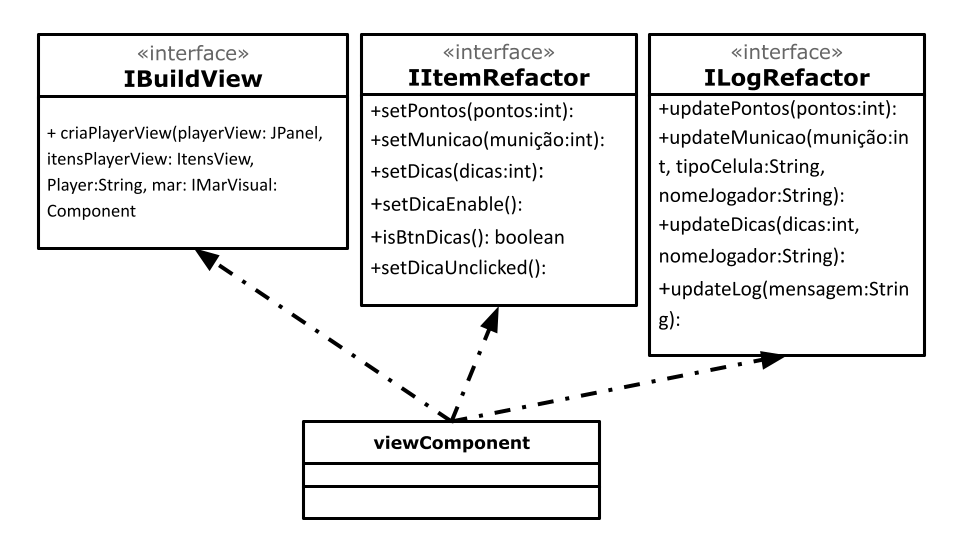 «interface»
IBuildView
+ criaPlayerView(playerView: JPanel,
itensPlayerView: ItensView,
Player:String, mar: IMarVisual:
Component
«interface»
IItemRefactor
+setPontos(pontos:int):
+setMunicao(munição:int):
+setDicas(dicas:int):
+setDicaEnable():
+isBtnDicas(): boolean
+setDicaUnclicked():
«interface»
ILogRefactor
+updatePontos(pontos:int):
+updateMunicao(munição:in
t, tipoCelula:String,
nomeJogador:String):
+updateDicas(dicas:int,
nomeJogador:String):
+updateLog(mensagem:Strin
g):
viewComponent